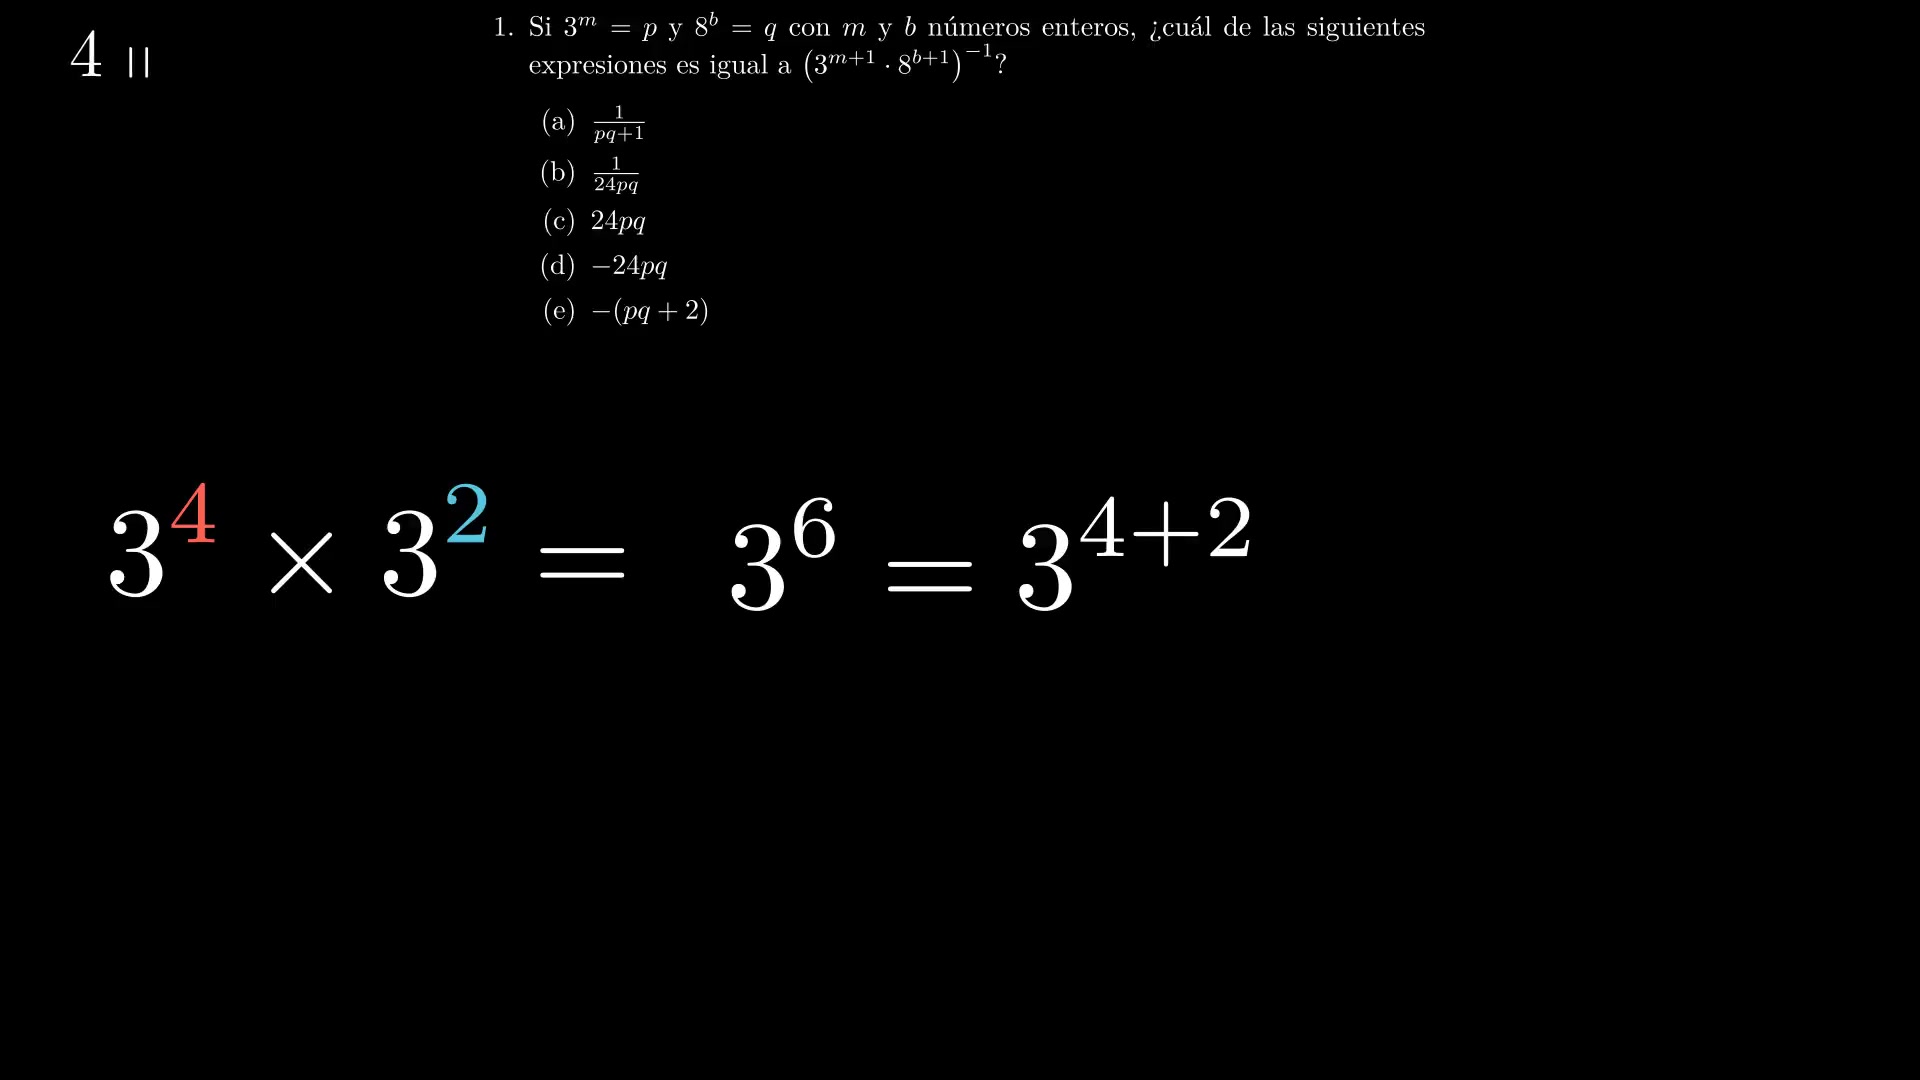 4 ||
1. Si 3^m = p y 8^b = q con m y b números enteros, ¿cuál de las siguientes
expresiones es igual a (3^{m+1} · 8^{b+1})^{−1}?
(a) \frac{1}{pq+1}
(b) \frac{1}{24pq}
(c) 24pq
(d) −24pq
(e) −(pq + 2)
3^4 × 3^2 = 3^6 = 3^{4+2}